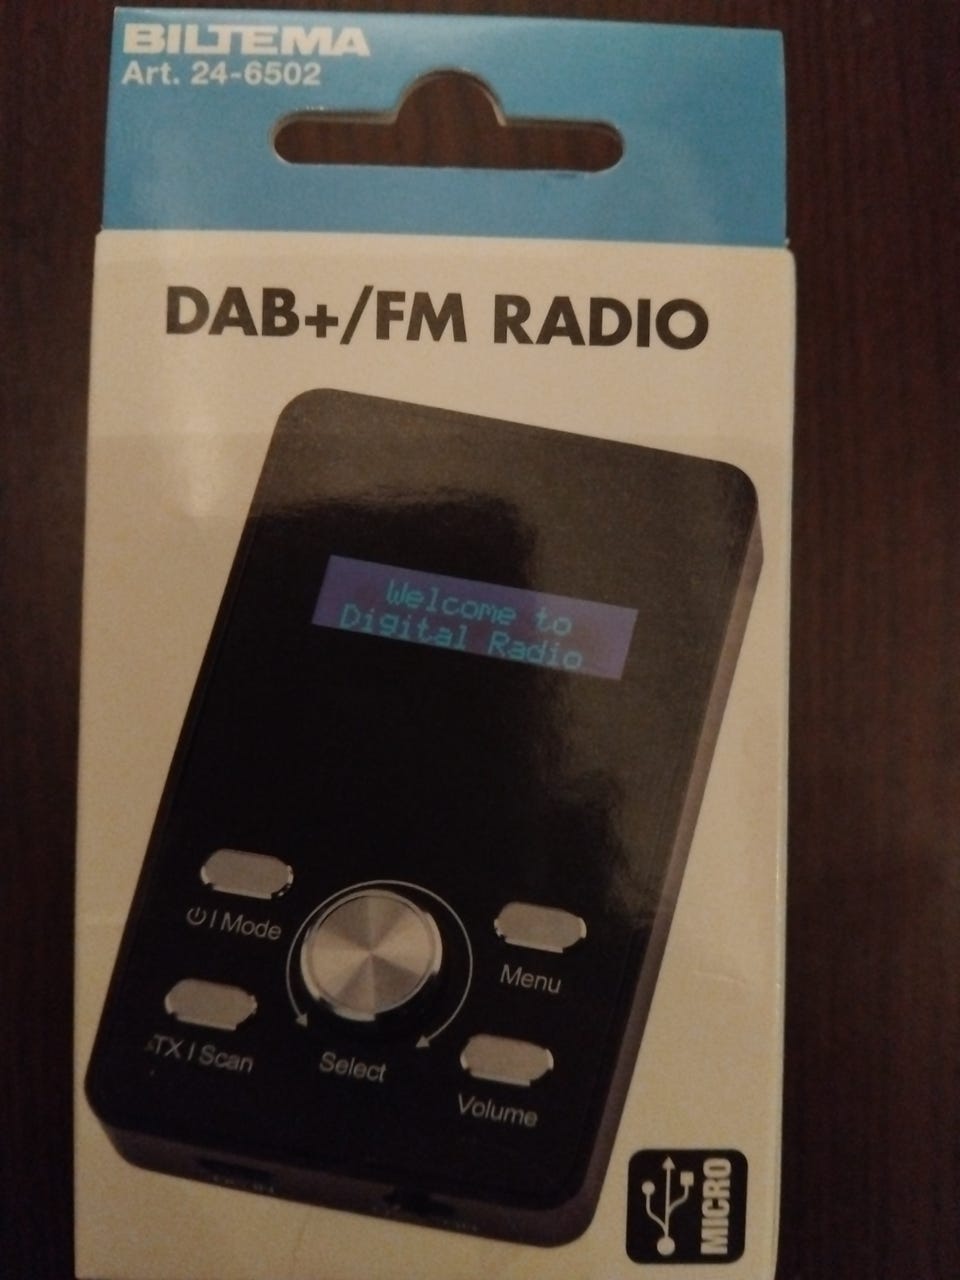 BILTEMA
Art. 24-6502
DAB+/FM RADIO
Welcome to
Digital Radio
I Mode
Menu
TX I Scan
Select
Volume
MICRO